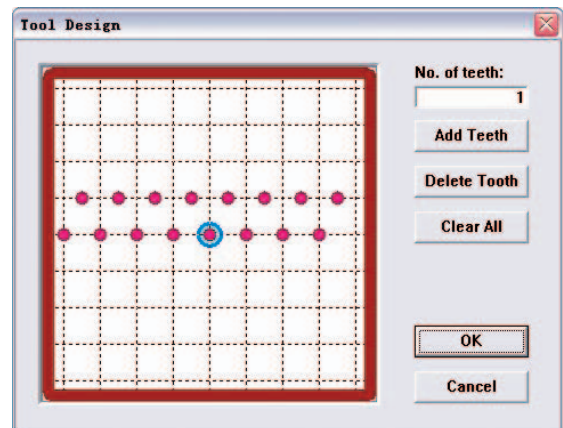 Tool Design
No. of teeth:
1
Add Teeth
Delete Tooth
Clear All
OK
Cancel